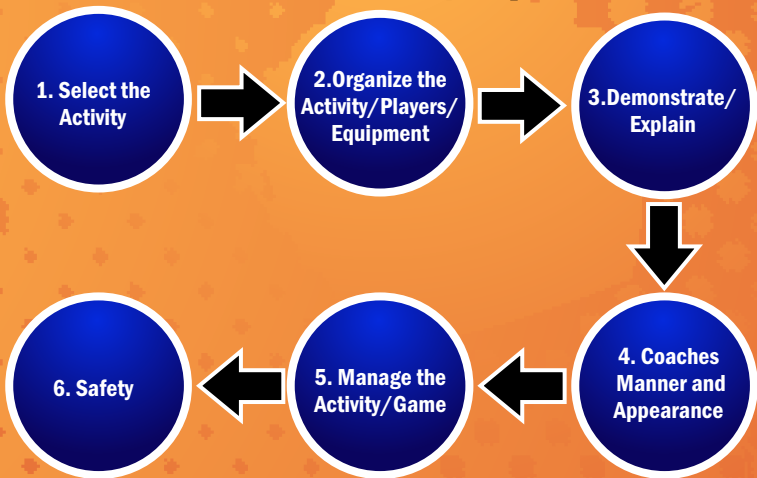 1. Select the
Activity
2.Organize the
Activity/Players/
Equipment
3.Demonstrate/
Explain
4. Coaches
Manner and
Appearance
5. Manage the
Activity/Game
6. Safety